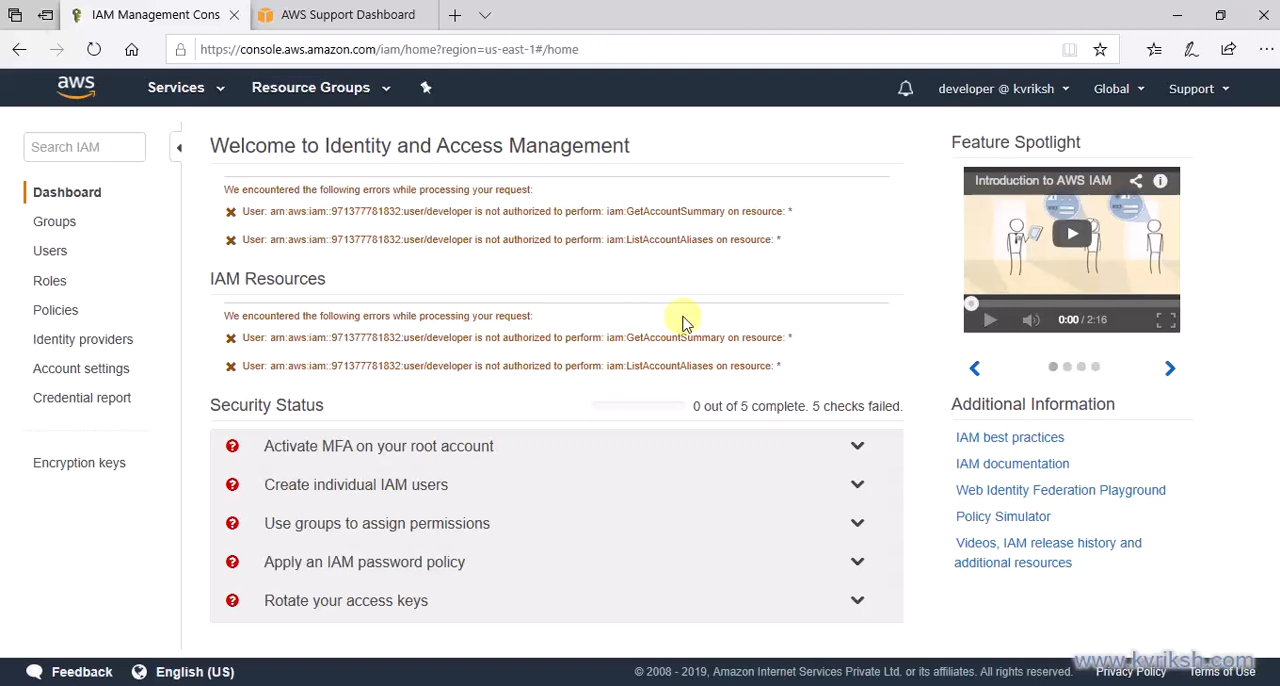 IAM Management Cons
AWS Support Dashboard
https://console.aws.amazon.com/iam/home?region=us-east-1#/home
aws
Services
Resource Groups
developer @ kvriksh
Global
Support
Search IAM
Dashboard
Groups
Users
Roles
Policies
Identity providers
Account settings
Credential report
Encryption keys
Welcome to Identity and Access Management
We encountered the following errors while processing your request:
User: arn:aws:iam::971377781832:user/developer is not authorized to perform: iam:GetAccountSummary on resource: *
User: arn:aws:iam::971377781832:user/developer is not authorized to perform: iam:ListAccountAliases on resource: *
IAM Resources
We encountered the following errors while processing your request:
User: arn:aws:iam::971377781832:user/developer is not authorized to perform: iam:GetAccountSummary on resource: *
User: arn:aws:iam::971377781832:user/developer is not authorized to perform: iam:ListAccountAliases on resource: *
Security Status
0 out of 5 complete. 5 checks failed.
Activate MFA on your root account
Create individual IAM users
Use groups to assign permissions
Apply an IAM password policy
Rotate your access keys
Feature Spotlight
Introduction to AWS IAM
0:00 / 2:16
Additional Information
IAM best practices
IAM documentation
Web Identity Federation Playground
Policy Simulator
Videos, IAM release history and
additional resources
Feedback
English (US)
© 2008 - 2019, Amazon Internet Services Private Ltd. or its affiliates. All rights reserved.
Privacy Policy
Terms of Use
www.kvriksh.com